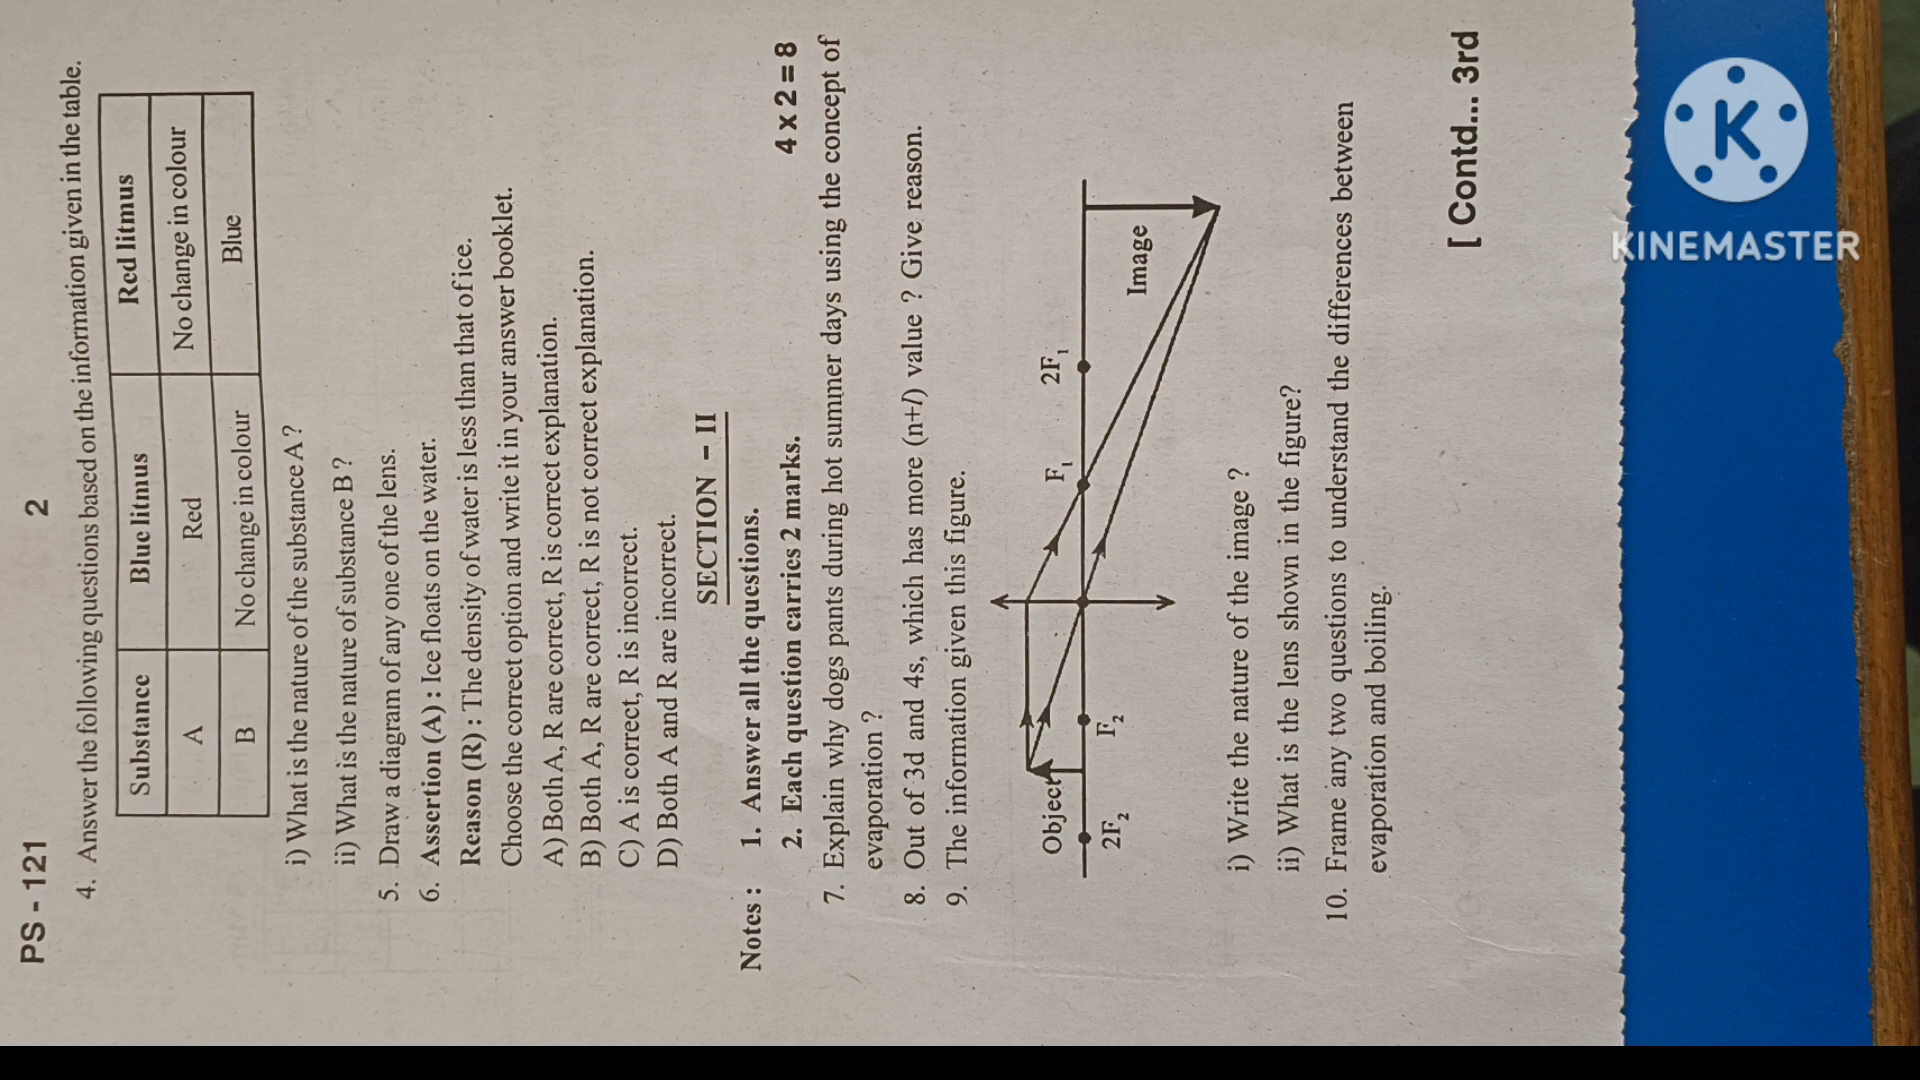 PS - 121
2
4. Answer the following questions based on the information given in the table.
Substance Blue litmus Red litmus
A Red No change in colour
B No change in colour Blue
i) What is the nature of the substance A ?
ii) What is the nature of substance B ?
5. Draw a diagram of any one of the lens.
6. Assertion (A) : Ice floats on the water.
Reason (R) : The density of water is less than that of ice.
Choose the correct option and write it in your answer booklet.
A) Both A, R are correct, R is correct explanation.
B) Both A, R are correct, R is not correct explanation.
C) A is correct, R is incorrect.
D) Both A and R are incorrect.
SECTION – II
Notes : 1. Answer all the questions.
2. Each question carries 2 marks. 4 x 2 = 8
7. Explain why dogs pants during hot summer days using the concept of
evaporation ?
8. Out of 3d and 4s, which has more (n+l) value ? Give reason.
9. The information given this figure.
Object
2F2
F2
F1
2F1
Image
i) Write the nature of the image ?
ii) What is the lens shown in the figure?
10. Frame any two questions to understand the differences between
evaporation and boiling.
[ Contd... 3rd
K
KINEMASTER